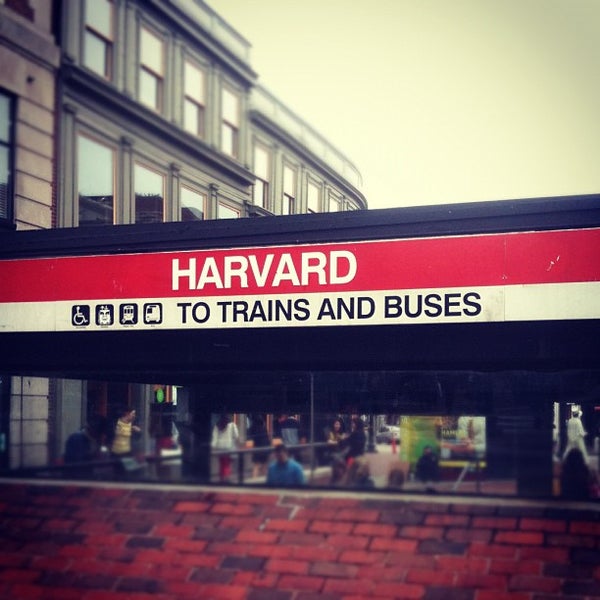 HARVARD
TO TRAINS AND BUSES